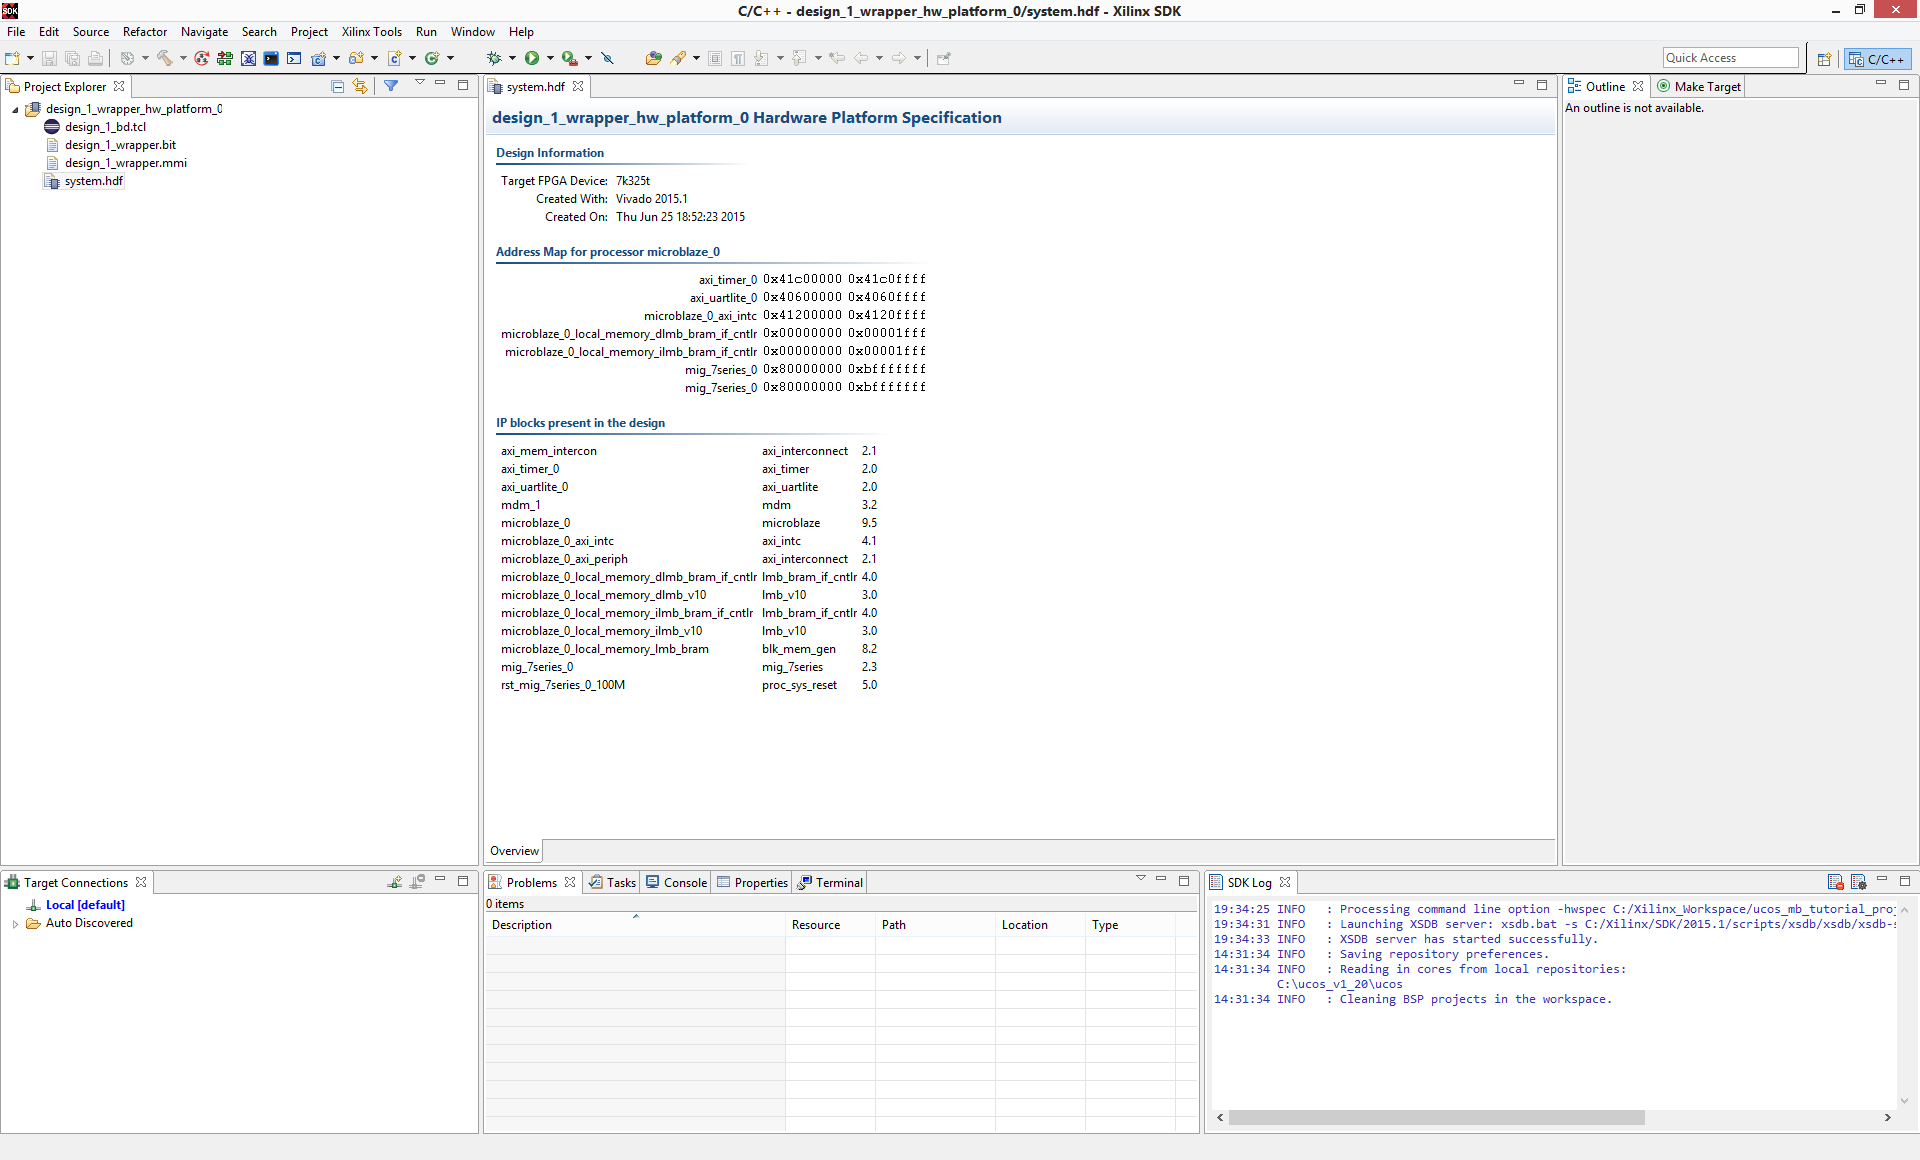 SDK
C/C++ - design_1_wrapper_hw_platform_0/system.hdf - Xilinx SDK
File Edit Source Refactor Navigate Search Project Xilinx Tools Run Window Help
Quick Access
C/C++
Project Explorer
design_1_wrapper_hw_platform_0
design_1_bd.tcl
design_1_wrapper.bit
design_1_wrapper.mmi
system.hdf
system.hdf
design_1_wrapper_hw_platform_0 Hardware Platform Specification
Design Information
Target FPGA Device: 7k325t
Created With: Vivado 2015.1
Created On: Thu Jun 25 18:52:23 2015
Address Map for processor microblaze_0
axi_timer_0 0x41c00000 0x41c0ffff
axi_uartlite_0 0x40600000 0x4060ffff
microblaze_0_axi_intc 0x41200000 0x4120ffff
microblaze_0_local_memory_dlmb_bram_if_cntlr 0x00000000 0x00001fff
microblaze_0_local_memory_ilmb_bram_if_cntlr 0x00000000 0x00001fff
mig_7series_0 0x80000000 0xbfffffff
mig_7series_0 0x80000000 0xbfffffff
IP blocks present in the design
axi_mem_intercon axi_interconnect 2.1
axi_timer_0 axi_timer 2.0
axi_uartlite_0 axi_uartlite 2.0
mdm_1 mdm 3.2
microblaze_0 microblaze 9.5
microblaze_0_axi_intc axi_intc 4.1
microblaze_0_axi_periph axi_interconnect 2.1
microblaze_0_local_memory_dlmb_bram_if_cntlr lmb_bram_if_cntlr 4.0
microblaze_0_local_memory_dlmb_v10 lmb_v10 3.0
microblaze_0_local_memory_ilmb_bram_if_cntlr lmb_bram_if_cntlr 4.0
microblaze_0_local_memory_ilmb_v10 lmb_v10 3.0
microblaze_0_local_memory_lmb_bram blk_mem_gen 8.2
mig_7series_0 mig_7series 2.3
rst_mig_7series_0_100M proc_sys_reset 5.0
Overview
Outline Make Target
An outline is not available.
Target Connections
Local [default]
Auto Discovered
Problems Tasks Console Properties Terminal
0 items
Description Resource Path Location Type
SDK Log
19:34:25 INFO : Processing command line option -hwspec C:/Xilinx_Workspace/ucos_mb_tutorial_proj
19:34:31 INFO : Launching XSDB server: xsdb.bat -s C:/Xilinx/SDK/2015.1/scripts/xsdb/xsdb/xsdb-s
19:34:33 INFO : XSDB server has started successfully.
14:31:34 INFO : Saving repository preferences.
14:31:34 INFO : Reading in cores from local repositories:
C:\ucos_v1_20\ucos
14:31:34 INFO : Cleaning BSP projects in the workspace.